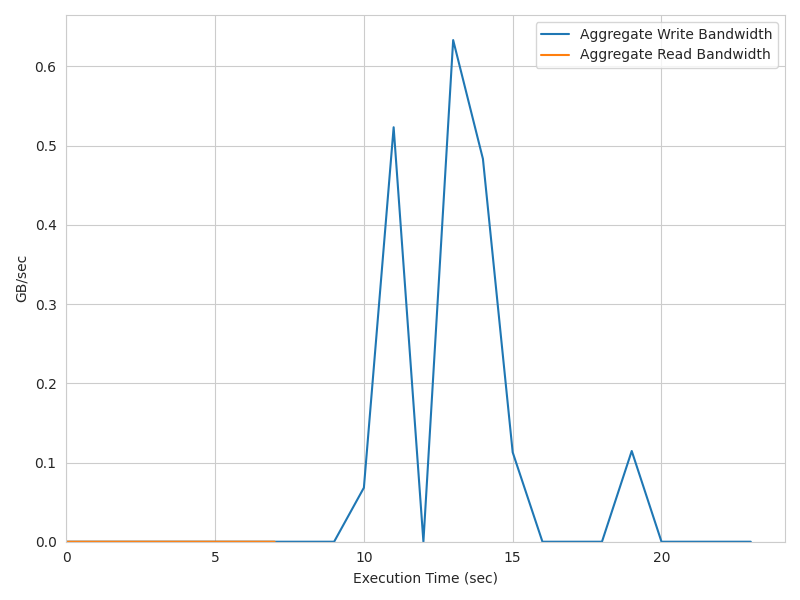 Aggregate Write Bandwidth
Aggregate Read Bandwidth
0.6
0.5
0.4
0.3
0.2
0.1
0.0
GB/sec
0 5 10 15 20
Execution Time (sec)